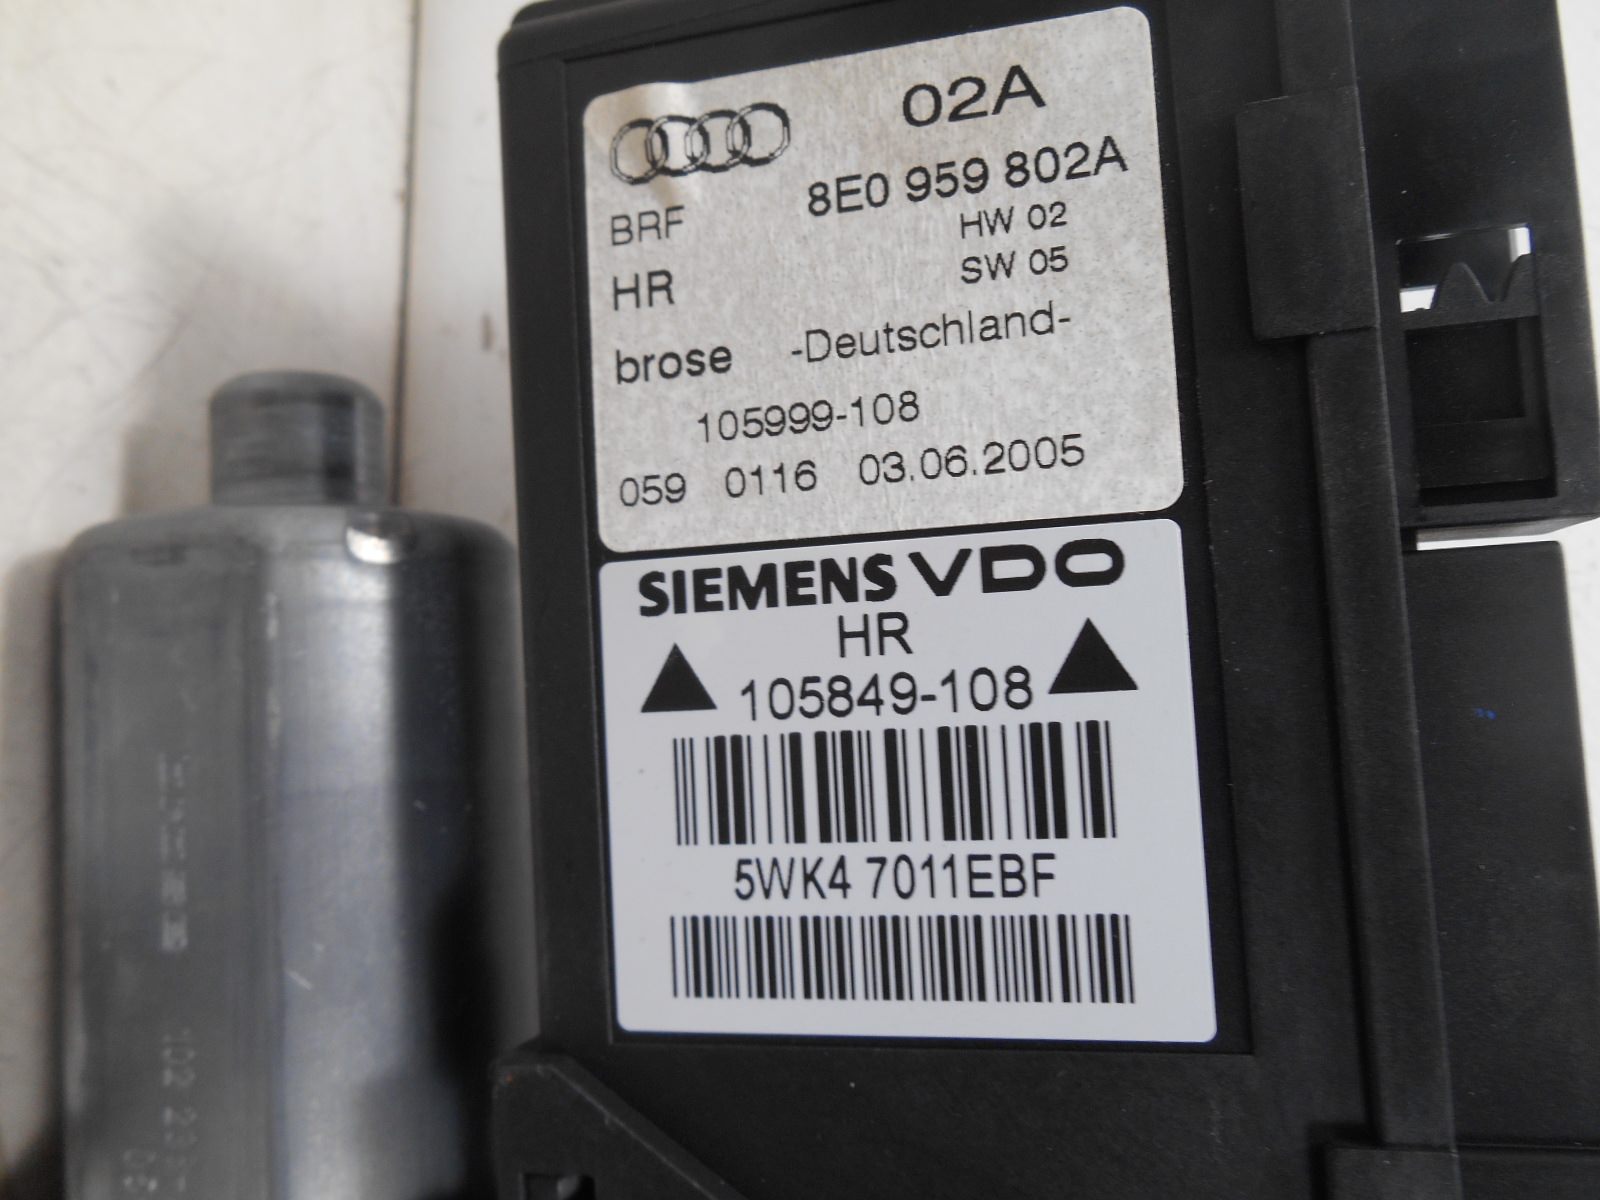 02A
8E0 959 802A
BRF
HW 02
HR
SW 05
brose -Deutschland-
105999-108
059 0116 03.06.2005
SIEMENS VDO
HR
105849-108
5WK4 7011EBF